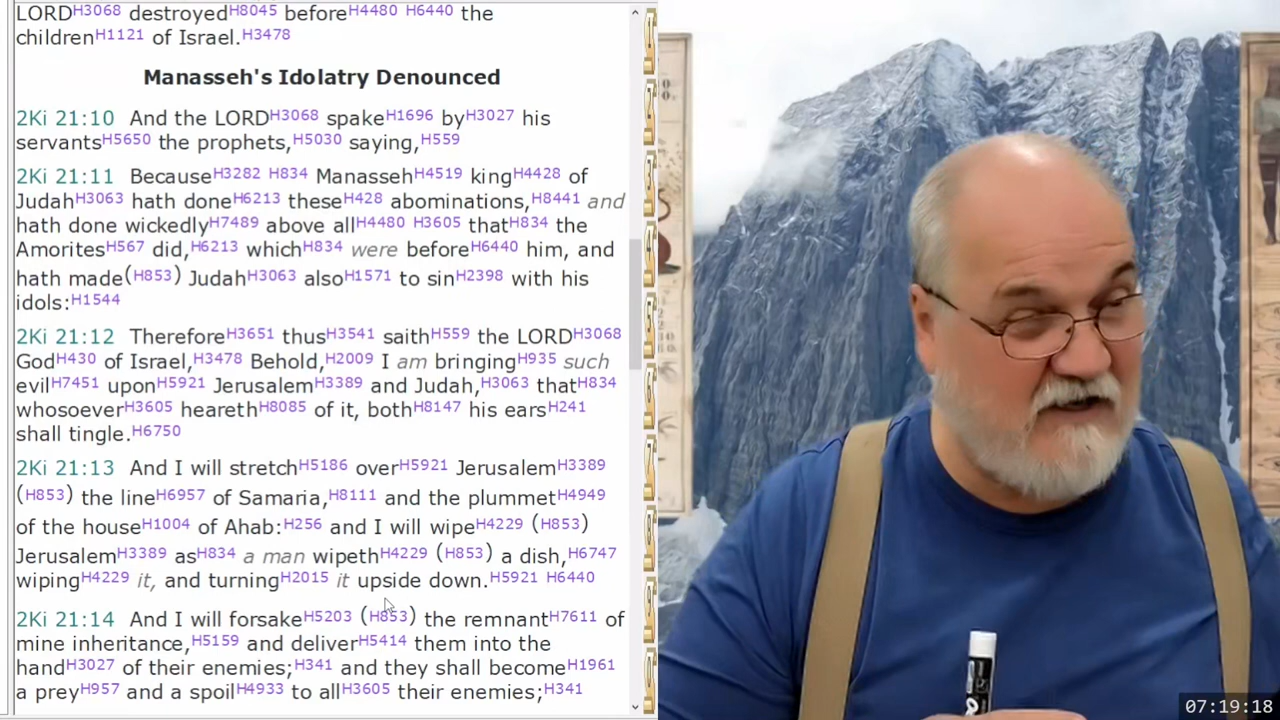 LORDH3068 destroyedH8045 beforeH4480 H6440 the
childrenH1121 of Israel.H3478
Manasseh's Idolatry Denounced
2Ki 21:10 And the LORDH3068 spakeH1696 byH3027 his
servantsH5650 the prophets,H5030 saying,H559
2Ki 21:11 BecauseH3282 H834 ManassehH4519 kingH4428 of
JudahH3063 hath doneH6213 theseH428 abominations,H8441 and
hath done wickedlyH7489 above allH4480 H3605 thatH834 the
AmoritesH567 did,H6213 whichH834 were beforeH6440 him, and
hath made(H853) JudahH3063 alsoH1571 to sinH2398 with his
idols:H1544
2Ki 21:12 ThereforeH3651 thusH3541 saithH559 the LORDH3068
GodH430 of Israel,H3478 Behold,H2009 I am bringingH935 such
evilH7451 uponH5921 JerusalemH3389 and Judah,H3063 thatH834
whosoeverH3605 hearethH8085 of it, bothH8147 his earsH241
shall tingle.H6750
2Ki 21:13 And I will stretchH5186 overH5921 JerusalemH3389
(H853) the lineH6957 of Samaria,H8111 and the plummetH4949
of the houseH1004 of Ahab:H256 and I will wipeH4229 (H853)
JerusalemH3389 asH834 a man wipethH4229 (H853) a dish,H6747
wipingH4229 it, and turningH2015 it upside down.H5921 H6440
2Ki 21:14 And I will forsakeH5203 (H853) the remnantH7611 of
mine inheritance,H5159 and deliverH5414 them into the
handH3027 of their enemies;H341 and they shall becomeH1961
a preyH957 and a spoilH4933 to allH3605 their enemies;H341
07:19:18